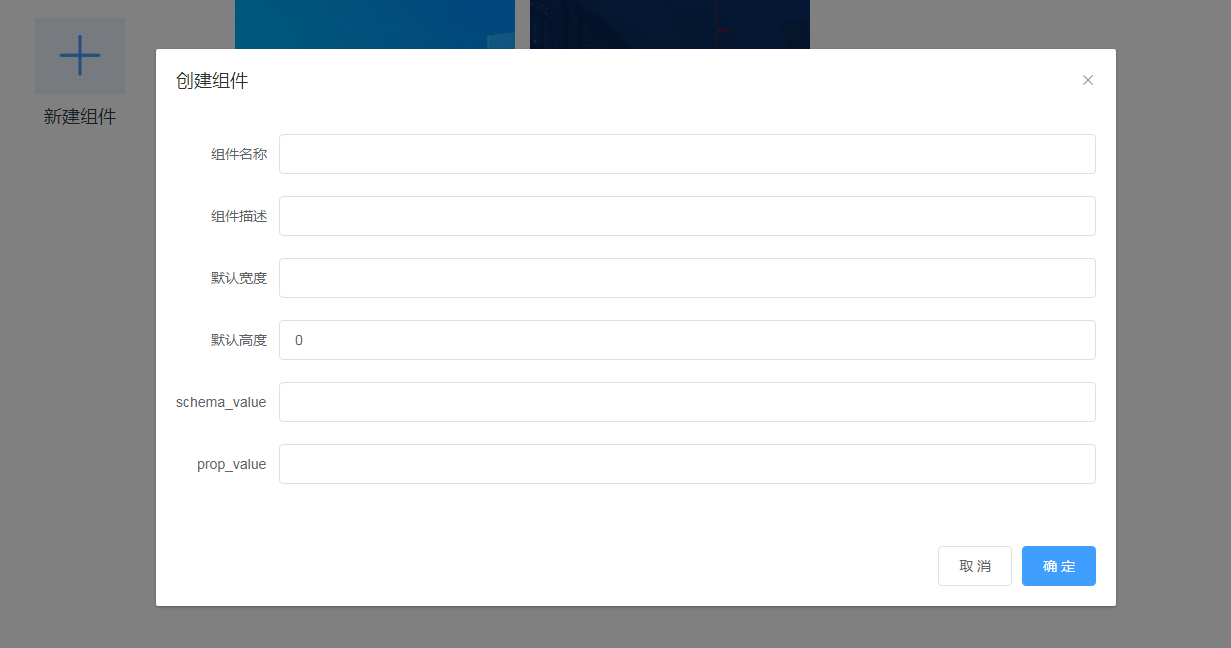 新建组件
创建组件
组件名称
组件描述
默认宽度
默认高度 0
schema_value
prop_value
取消 确定